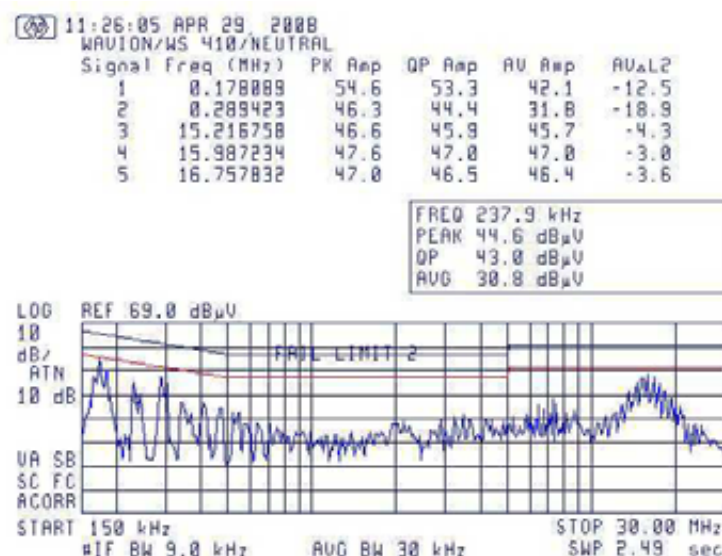 11:26:05 APR 29, 2008
WAVION/WS 410/NEUTRAL
Signal Freq (MHz) PK Amp QP Amp AV Amp AV△L2
1 0.178089 54.6 53.3 42.1 -12.5
2 0.289423 46.3 44.4 31.8 -18.9
3 15.216758 46.6 45.9 45.7 -4.3
4 15.987234 47.6 47.0 47.0 -3.0
5 16.757832 47.0 46.5 46.4 -3.6
FREQ 237.9 kHz
PEAK 44.6 dBµV
QP 43.0 dBµV
AVG 30.8 dBµV
LOG REF 69.0 dBµV
10
dB/
ATN
10 dB
FAIL LIMIT 2
VA SB
SC FC
ACORR
START 150 kHz STOP 30.00 MHz
#IF BW 9.0 kHz AVG BW 30 kHz SWP 2.49 sec